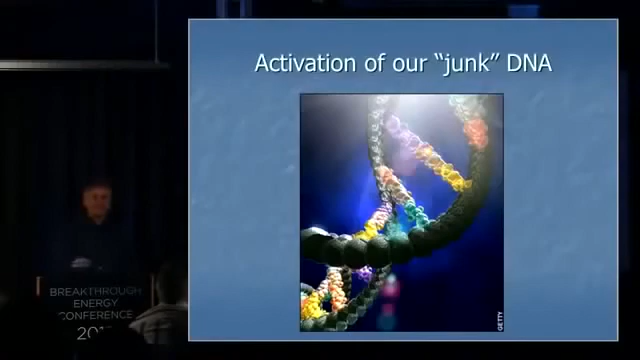 Activation of our “junk” DNA
GETTY
BREAKTHROUGH
ENERGY
CONFERENCE